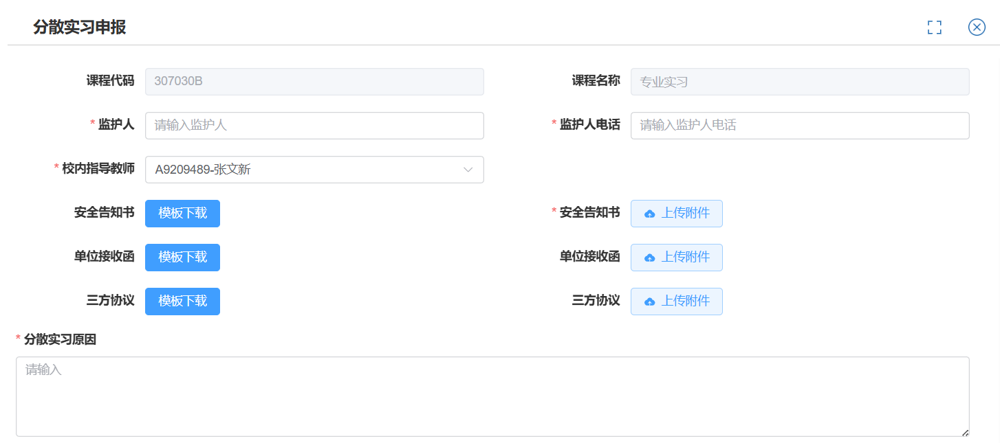 分散实习申报
课程代码 307030B 课程名称 专业实习
* 监护人 请输入监护人 * 监护人电话 请输入监护人电话
* 校内指导教师 A9209489-张文新
安全告知书 模板下载 * 安全告知书 上传附件
单位接收函 模板下载 单位接收函 上传附件
三方协议 模板下载 三方协议 上传附件
* 分散实习原因
请输入